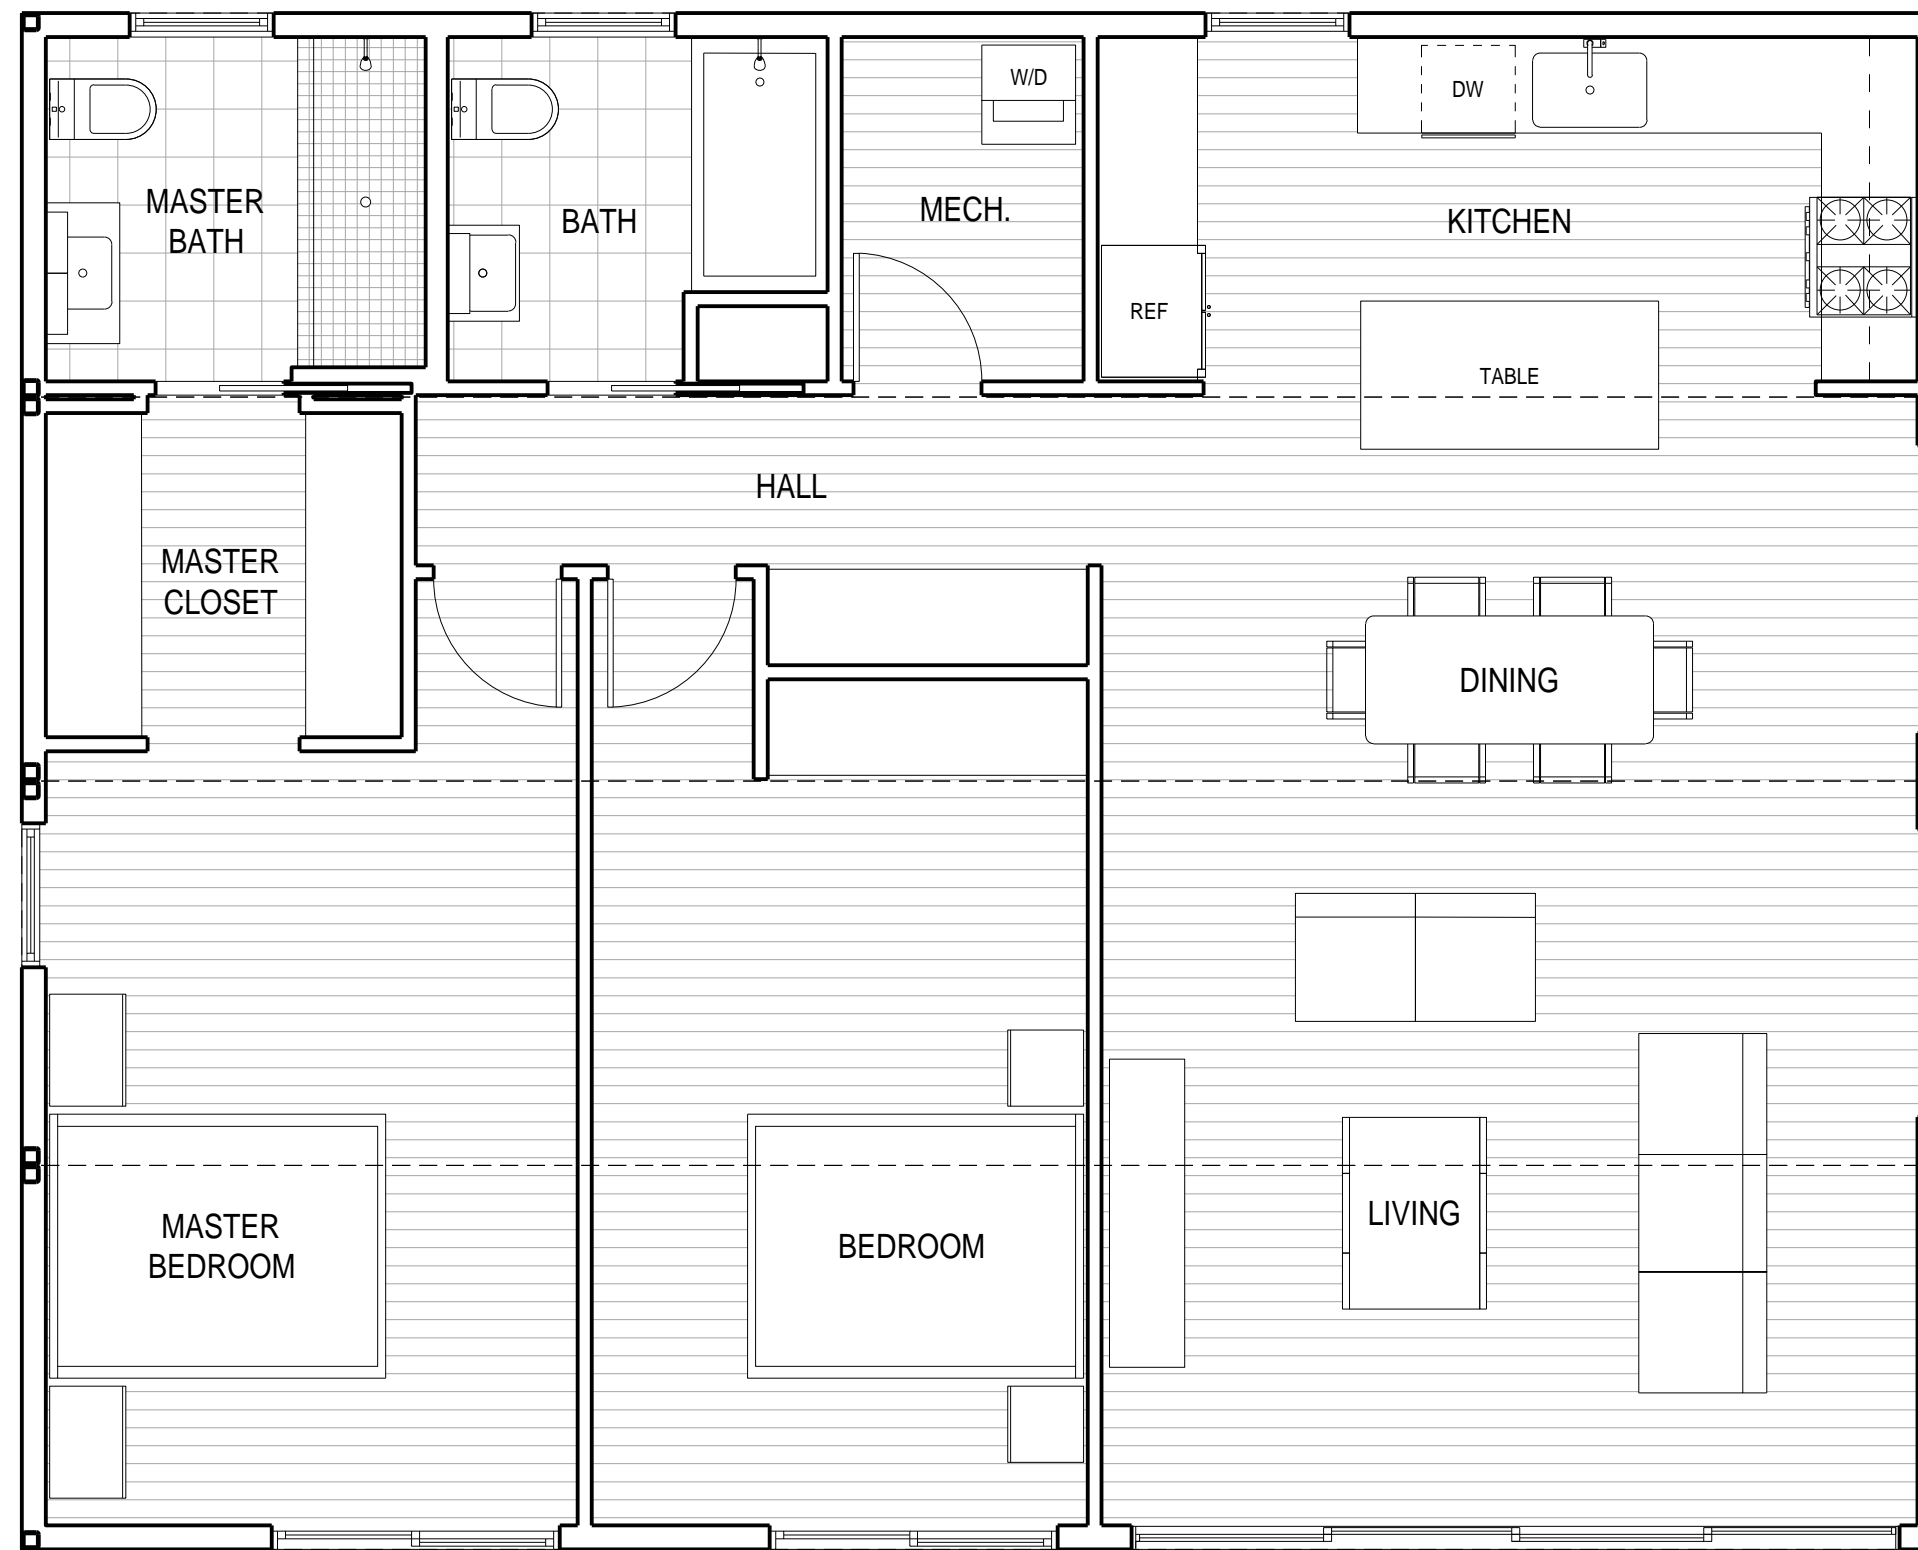 W/D
DW
MASTER
BATH
BATH
MECH.
KITCHEN
REF
TABLE
HALL
MASTER
CLOSET
DINING
MASTER
BEDROOM
BEDROOM
LIVING